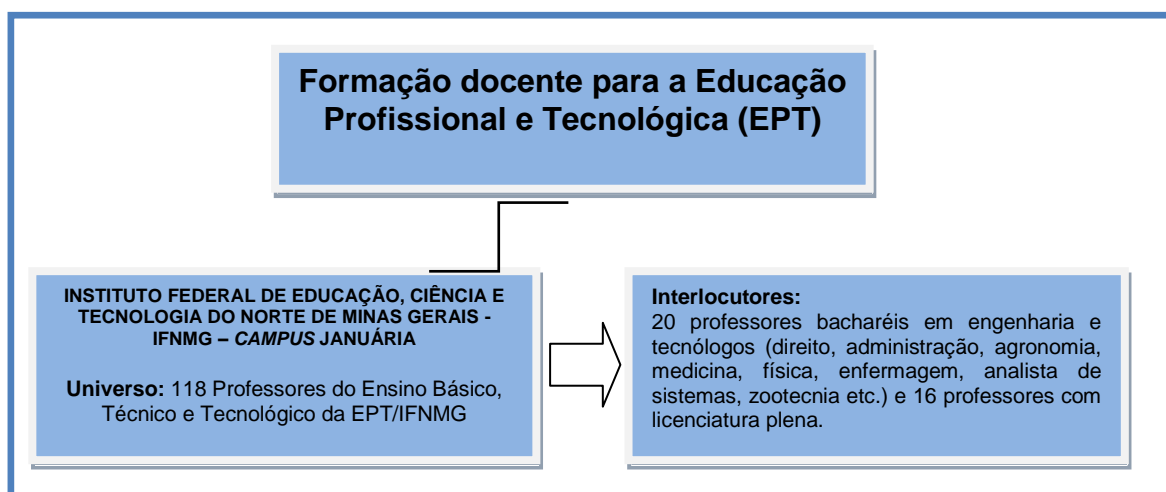 Formação docente para a Educação
Profissional e Tecnológica (EPT)
INSTITUTO FEDERAL DE EDUCAÇÃO, CIÊNCIA E
TECNOLOGIA DO NORTE DE MINAS GERAIS -
IFNMG – CAMPUS JANUÁRIA
Universo: 118 Professores do Ensino Básico,
Técnico e Tecnológico da EPT/IFNMG
Interlocutores:
20 professores bacharéis em engenharia e
tecnólogos (direito, administração, agronomia,
medicina, física, enfermagem, analista de
sistemas, zootecnia etc.) e 16 professores com
licenciatura plena.